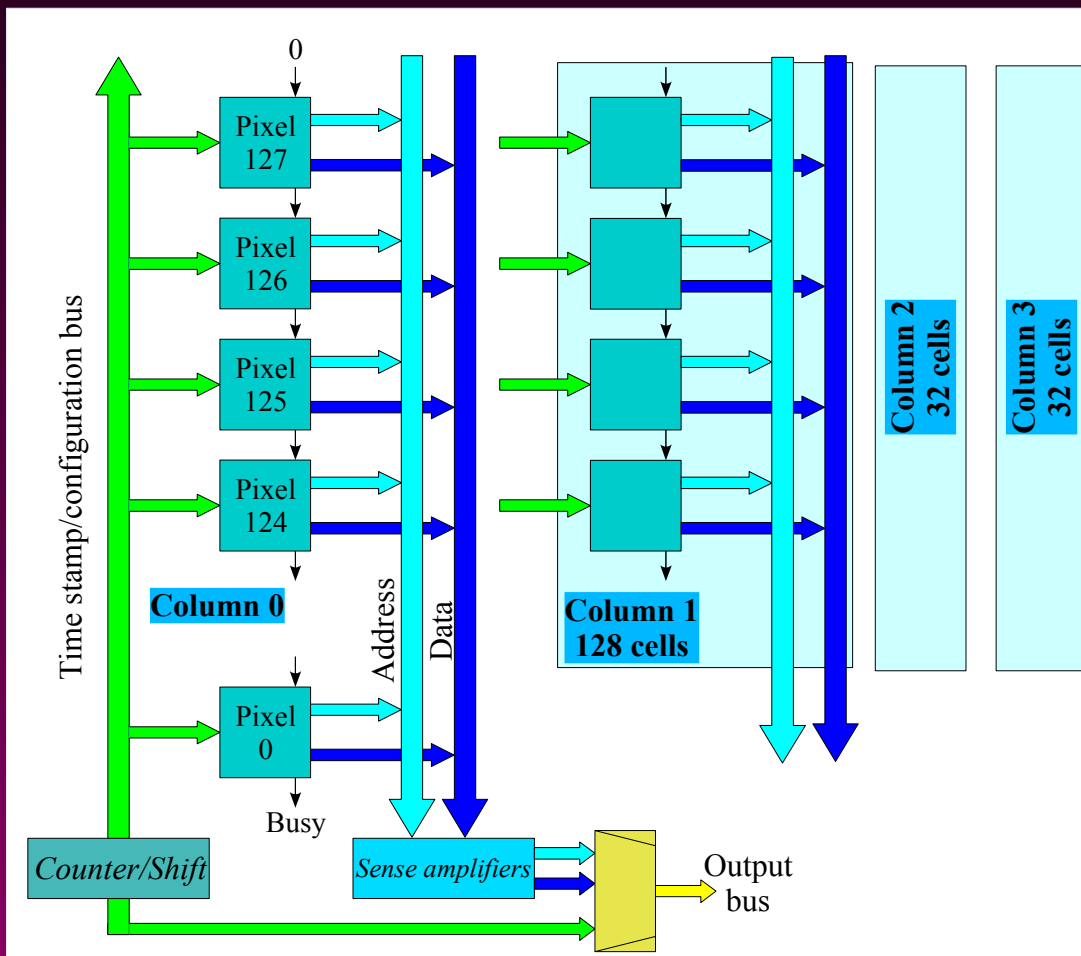 0
Pixel
127
Pixel
126
Pixel
125
Pixel
124
Time stamp/configuration bus
Column 0
Address
Data
Pixel
0
Busy
Counter/Shift
Sense amplifiers
Output
bus
Column 1
128 cells
Column 2
32 cells
Column 3
32 cells